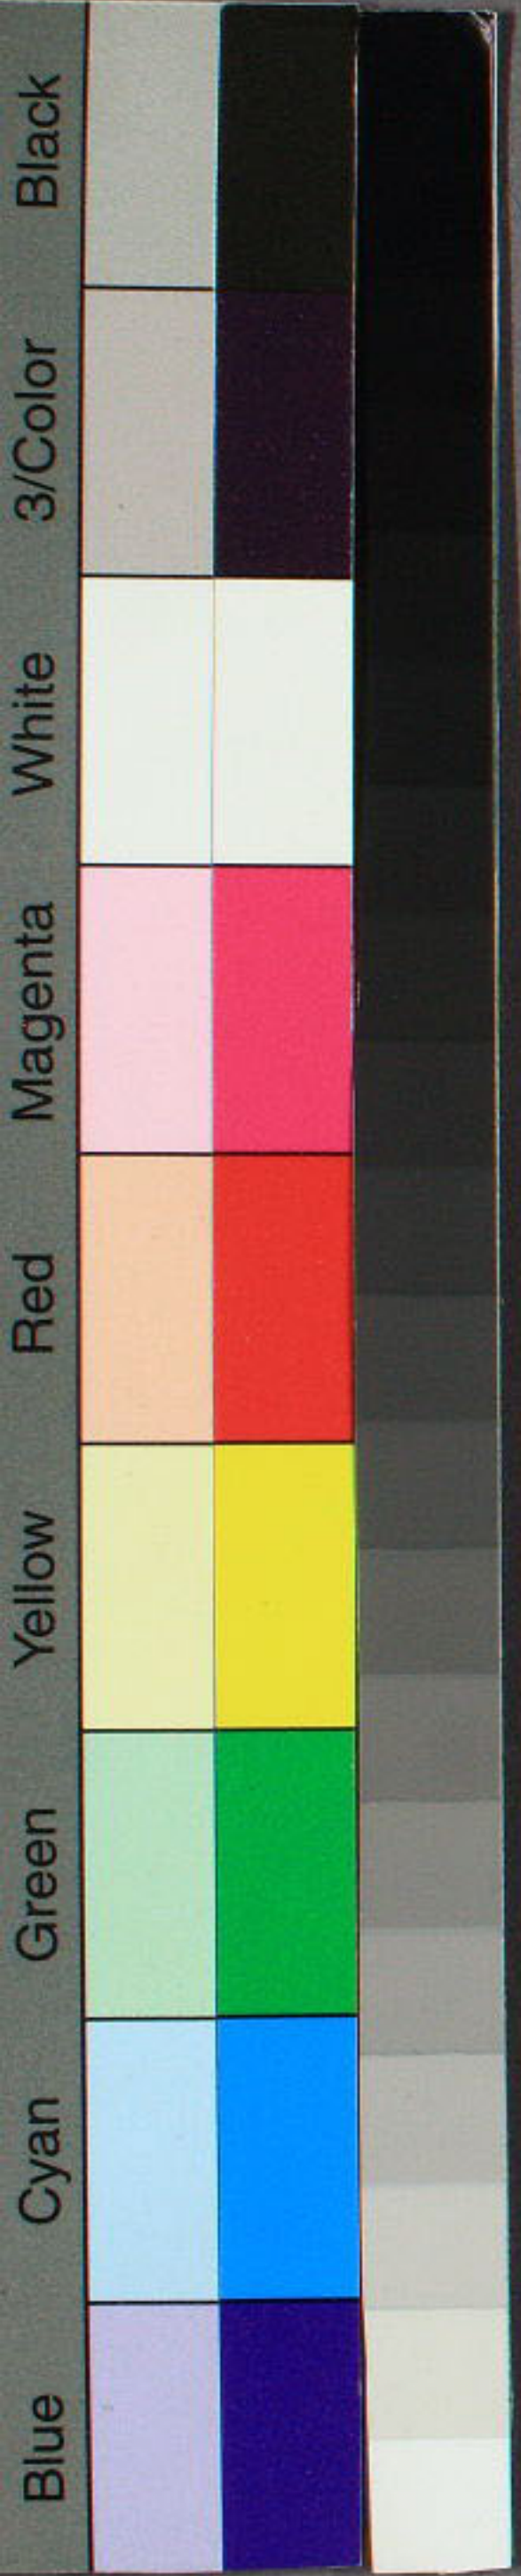 Blue
Cyan
Green
Yellow
Red
Magenta
White
3/Color
Black